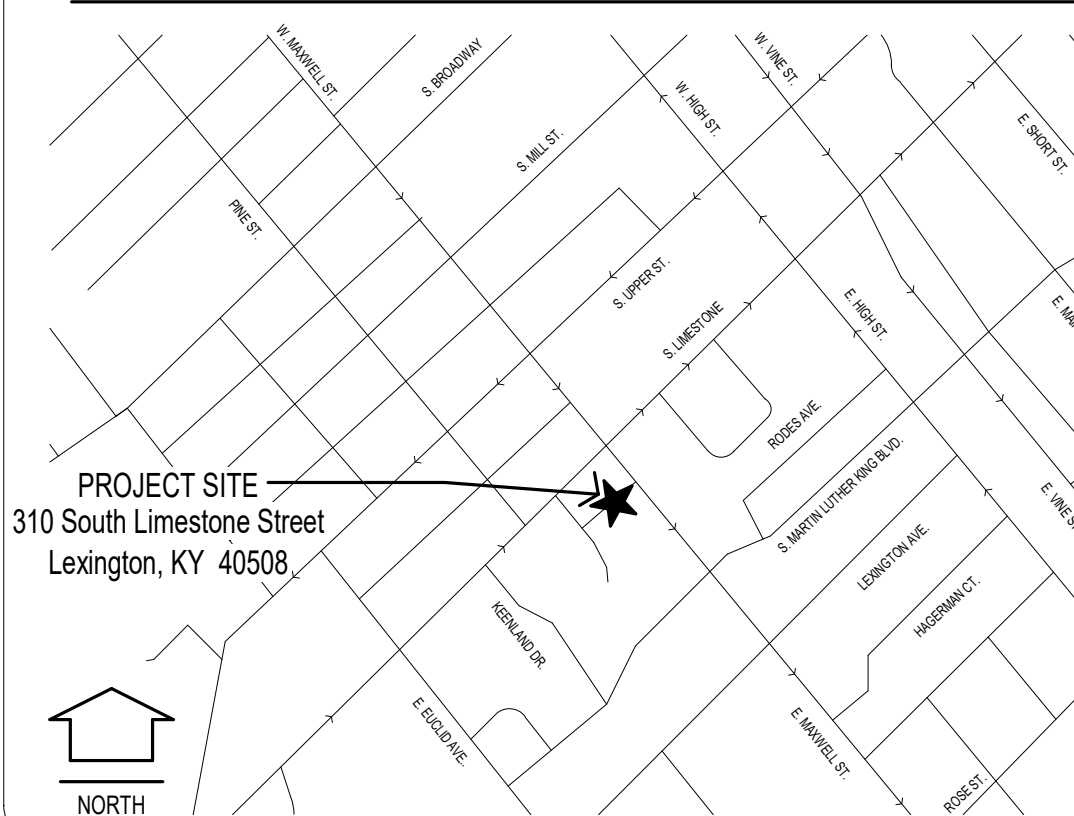 W. MAXWELL ST.
S. BROADWAY
W. VINE ST.
W. HIGH ST.
E. SHORT ST.
S. MILL ST.
PINE ST.
S. UPPER ST.
S. LIMESTONE
E. HIGH ST.
E. MA
RODES AVE.
S. MARTIN LUTHER KING BLVD.
E. VINE S
PROJECT SITE
310 South Limestone Street
Lexington, KY 40508
LEXINGTON AVE.
HAGERMAN CT.
KEENLAND DR.
E. EUCLID AVE.
E. MAXWELL ST.
ROSE ST.
NORTH